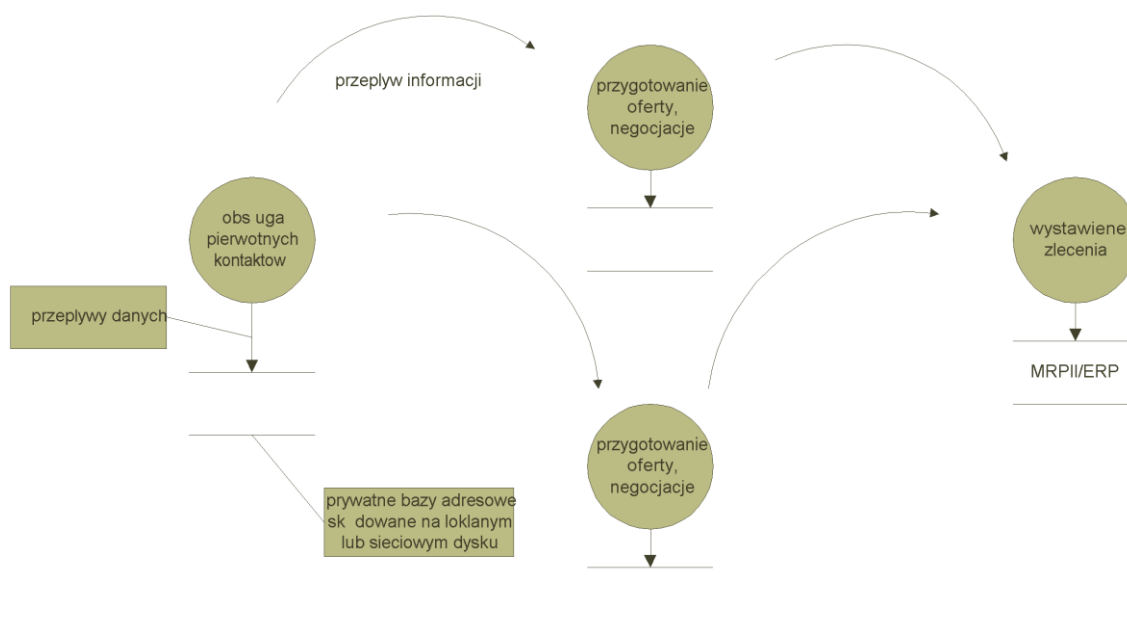 przeplyw informacji
przygotowanie
oferty,
negocjacje
obs uga
pierwotnych
kontaktow
wystawiene
zlecenia
przeplywy danych
MRPII/ERP
przygotowanie
oferty,
negocjacje
prywatne bazy adresowe
sk dowane na loklanym
lub sieciowym dysku